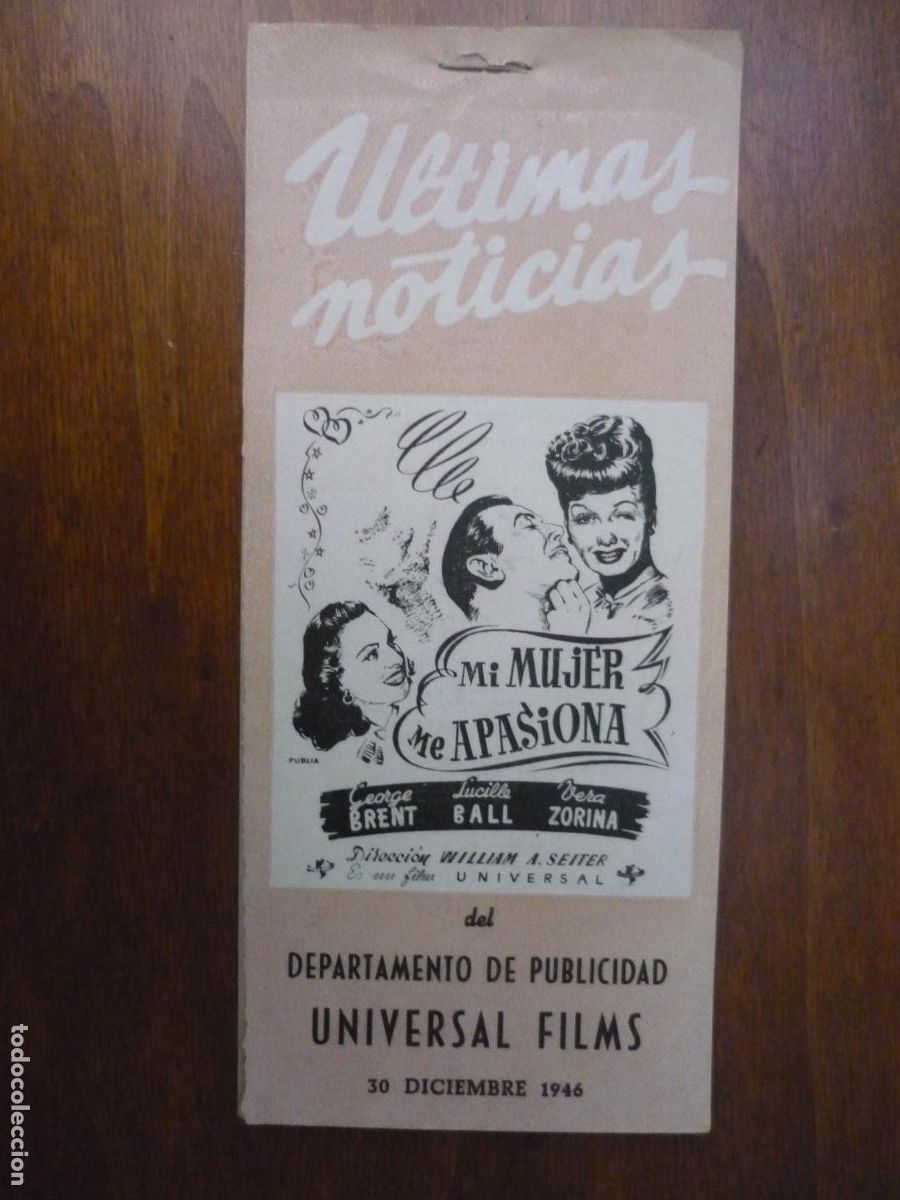 Ultimas
noticias
Mi MUJER
Me APASiONA
PUBLIA
George BRENT Lucille BALL Vera ZORINA
Dirección WILLIAM A. SEITER
Es un film UNIVERSAL
del
DEPARTAMENTO DE PUBLICIDAD
UNIVERSAL FILMS
30 DICIEMBRE 1946
todocoleccion
tc